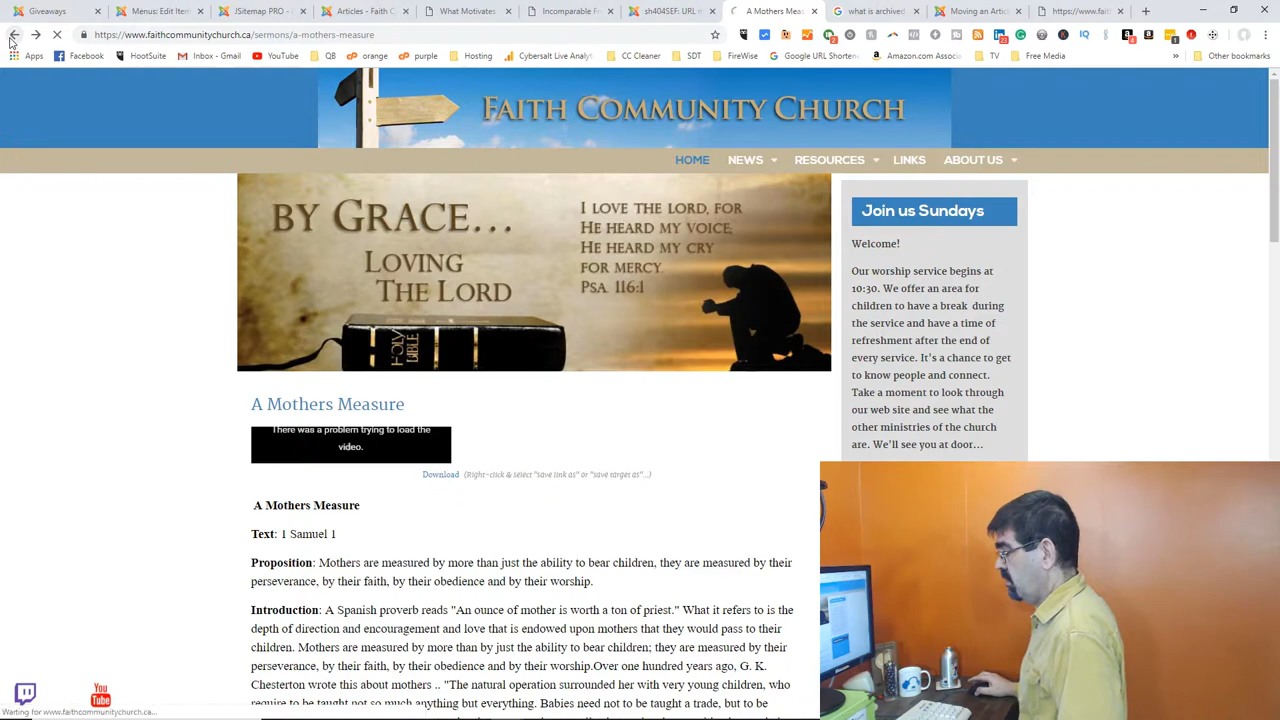 Giveaways
Menus: Edit Item
JSitemap PRO - D
Articles - Faith C
What Motivates
Incomparable Fr
sh404SEF: URL m
A Mothers Meas
what is archived
Moving an Artic
https://www.fait
https://www.faithcommunitychurch.ca/sermons/a-mothers-measure
Apps
Facebook
HootSuite
Inbox - Gmail
YouTube
QB
orange
purple
Hosting
Cybersalt Live Analy
CC Cleaner
SDT
FireWise
Google URL Shortene
Amazon.com Associ
TV
Free Media
»
Other bookmarks
FAITH COMMUNITY CHURCH
HOME
NEWS
RESOURCES
LINKS
ABOUT US
BY GRACE...
LOVING
THE LORD
HOLY
BIBLE
I LOVE THE LORD, FOR
HE HEARD MY VOICE;
HE HEARD MY CRY
FOR MERCY.
PSA. 116:1
Join us Sundays
Welcome!
Our worship service begins at
10:30. We offer an area for
children to have a break during
the service and have a time of
refreshment after the end of
every service. It's a chance to get
to know people and connect.
Take a moment to look through
our web site and see what the
other ministries of the church
are. We'll see you at door...
A Mothers Measure
There was a problem trying to load the
video.
Download (Right-click & select "save link as" or "save target as"...)
A Mothers Measure
Text: 1 Samuel 1
Proposition: Mothers are measured by more than just the ability to bear children, they are measured by their
perseverance, by their faith, by their obedience and by their worship.
Introduction: A Spanish proverb reads "An ounce of mother is worth a ton of priest." What it refers to is the
depth of direction and encouragement and love that is endowed upon mothers that they would pass to their
children. Mothers are measured by more than by just the ability to bear children; they are measured by their
perseverance, by their faith, by their obedience and by their worship.Over one hundred years ago, G. K.
Chesterton wrote this about mothers .. "The natural operation surrounded her with very young children, who
require to be taught not so much anything but everything. Babies need not to be taught a trade, but to be
You
Tube
Waiting for www.faithcommunitychurch.ca...